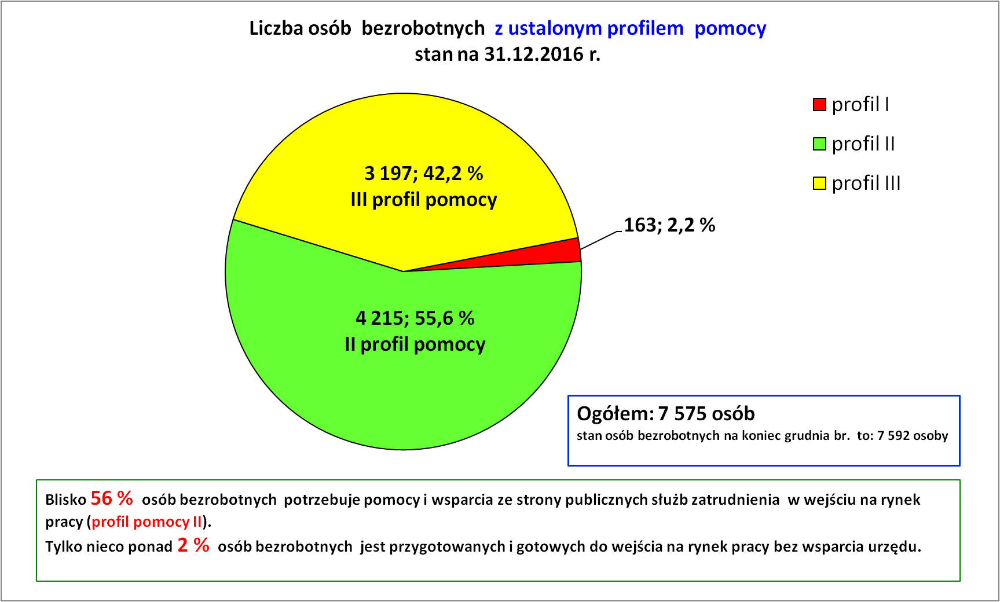 Liczba osób bezrobotnych z ustalonym profilem pomocy
stan na 31.12.2016 r.
profil I
profil II
profil III
3 197; 42,2 %
III profil pomocy
163; 2,2 %
4 215; 55,6 %
II profil pomocy
Ogółem: 7 575 osób
stan osób bezrobotnych na koniec grudnia br. to: 7 592 osoby
Blisko 56 % osób bezrobotnych potrzebuje pomocy i wsparcia ze strony publicznych służb zatrudnienia w wejściu na rynek
pracy (profil pomocy II).
Tylko nieco ponad 2 % osób bezrobotnych jest przygotowanych i gotowych do wejścia na rynek pracy bez wsparcia urzędu.